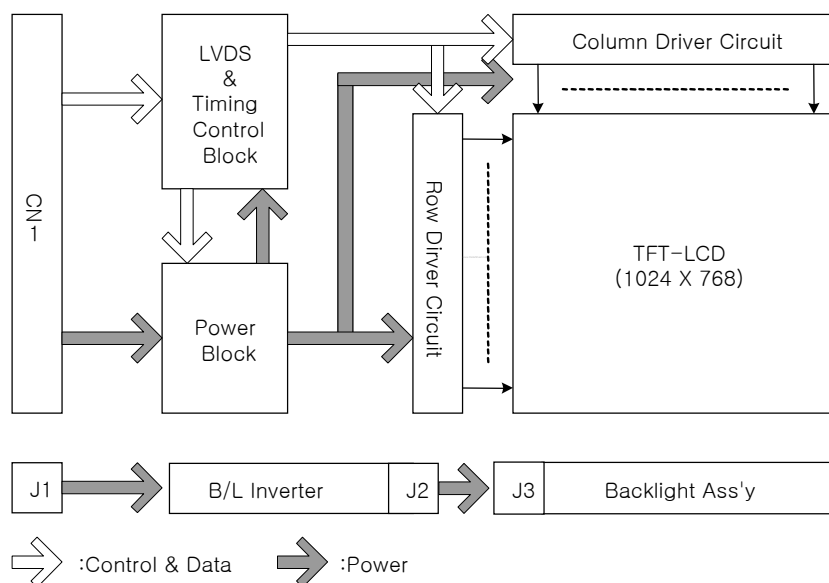 LVDS
&
Timing
Control
Block
Column Driver Circuit
CN-1
Row Dirver Circuit
TFT-LCD
(1024 X 768)
Power
Block
J1
B/L Inverter
J2
J3
Backlight Ass'y
:Control & Data
:Power